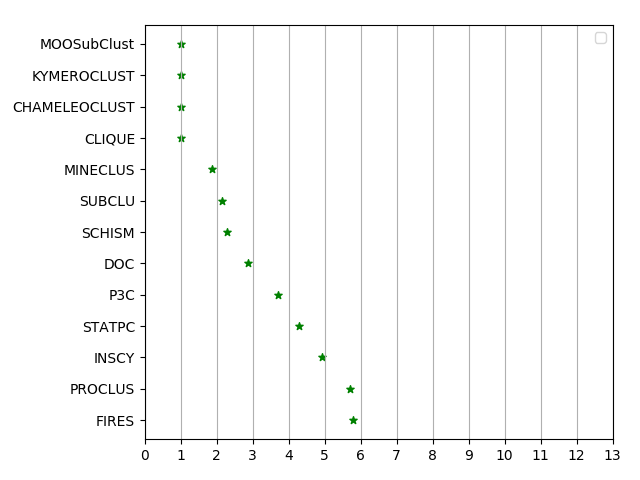 MOOSubClust
KYMEROCLUST
CHAMELEOCLUST
CLIQUE
MINECLUS
SUBCLU
SCHISM
DOC
P3C
STATPC
INSCY
PROCLUS
FIRES
0 1 2 3 4 5 6 7 8 9 10 11 12 13